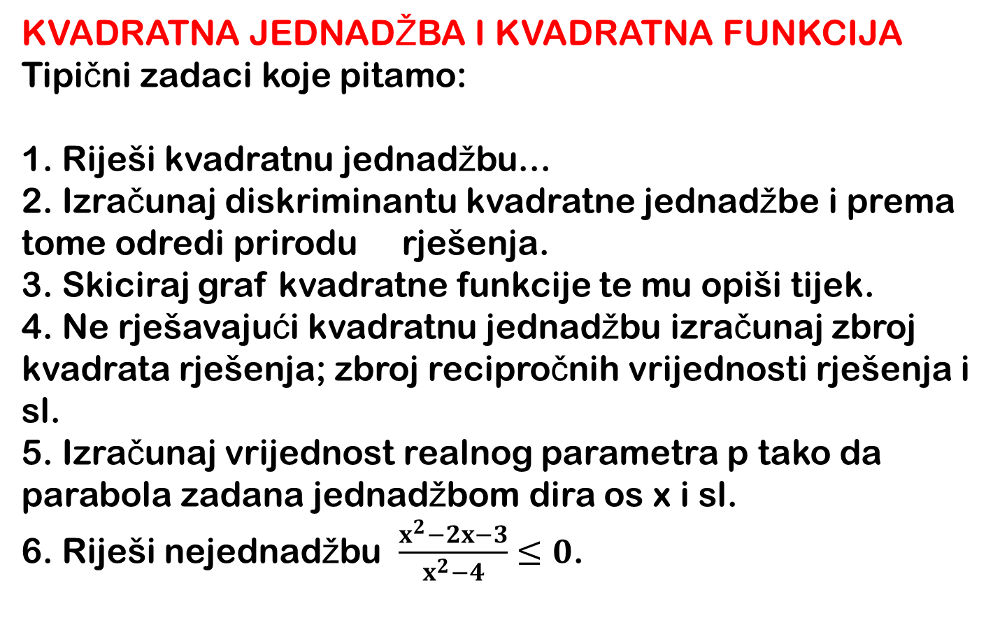 KVADRATNA JEDNADŽBA I KVADRATNA FUNKCIJA
Tipični zadaci koje pitamo:
1. Riješi kvadratnu jednadžbu...
2. Izračunaj diskriminantu kvadratne jednadžbe i prema
tome odredi prirodu rješenja.
3. Skiciraj graf kvadratne funkcije te mu opiši tijek.
4. Ne rješavajući kvadratnu jednadžbu izračunaj zbroj
kvadrata rješenja; zbroj recipročnih vrijednosti rješenja i
sl.
5. Izračunaj vrijednost realnog parametra p tako da
parabola zadana jednadžbom dira os x i sl.
6. Riješi nejednadžbu $\frac{x^2-2x-3}{x^2-4} \leq 0$.